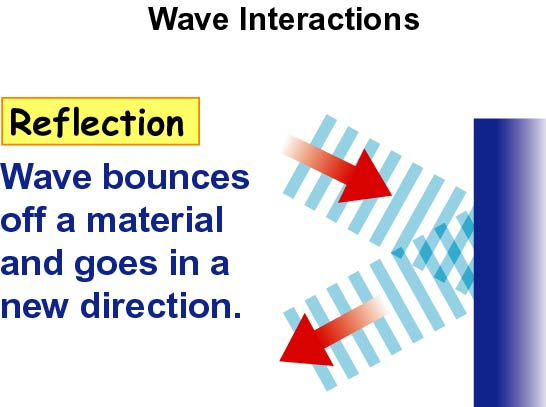 Wave Interactions
Reflection
Wave bounces
off a material
and goes in a
new direction.